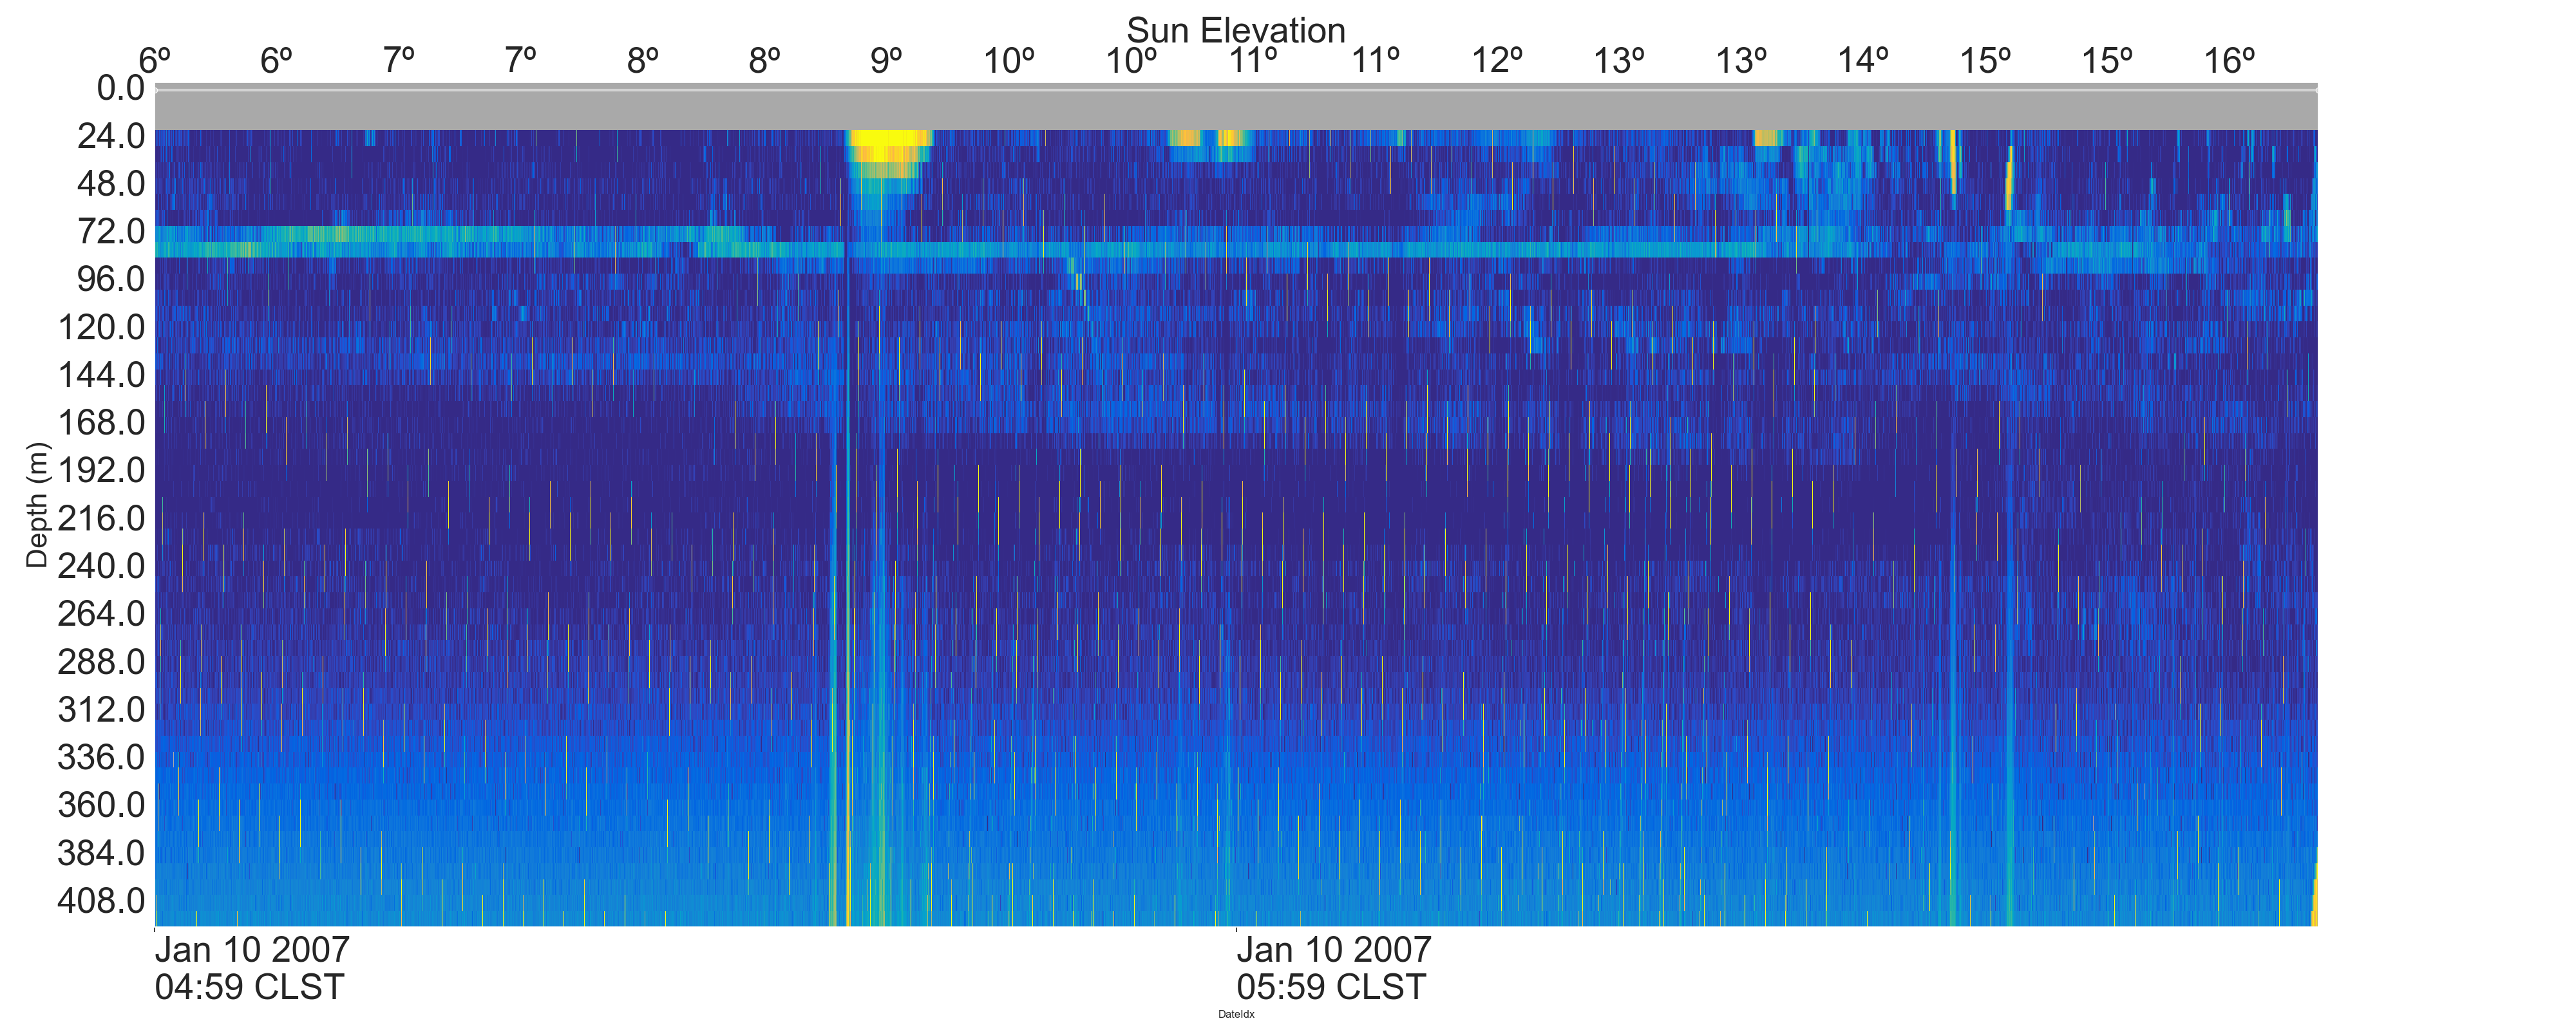 Sun Elevation
6º 6º 7º 7º 8º 8º 9º 10º 10º 11º 11º 12º 13º 13º 14º 15º 15º 16º
0.0
24.0
48.0
72.0
96.0
120.0
144.0
168.0
192.0
216.0
240.0
264.0
288.0
312.0
336.0
360.0
384.0
408.0
Depth (m)
Jan 10 2007
04:59 CLST
Jan 10 2007
05:59 CLST
DateIdx